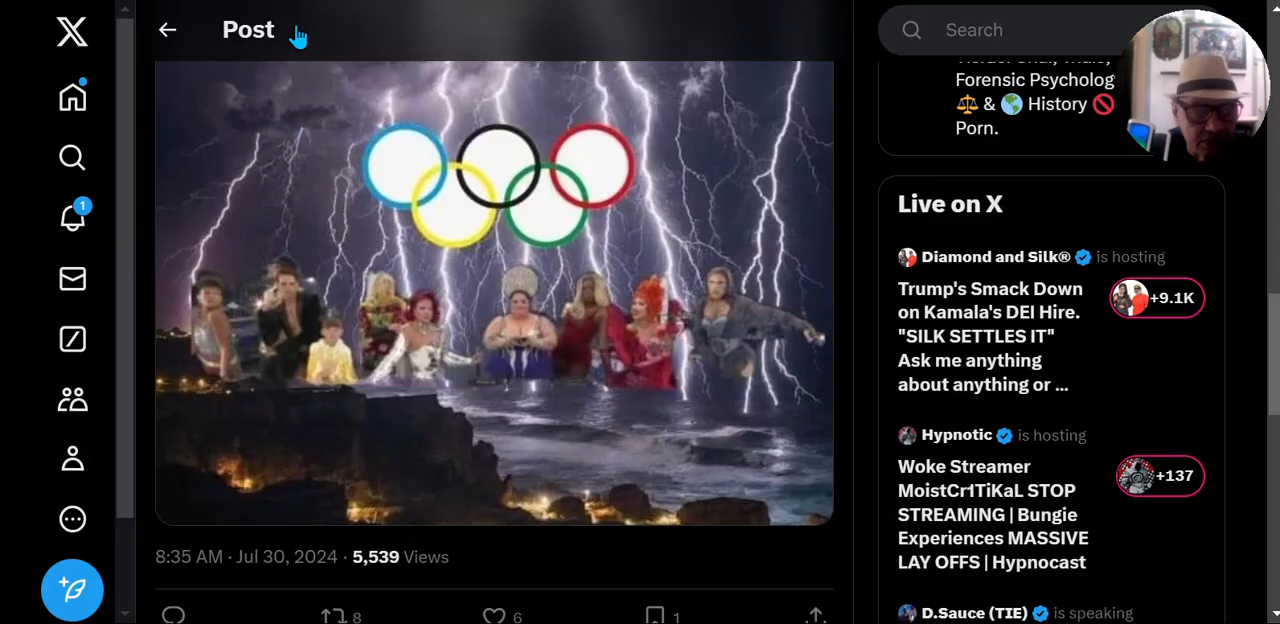 Post
8:35 AM · Jul 30, 2024 · 5,539 Views
8
6
1
1
Search
Forensic Psycholog
⚖️ & 🌎 History 🚫
Porn.
Live on X
Diamond and Silk® is hosting
Trump's Smack Down
on Kamala's DEI Hire.
"SILK SETTLES IT"
Ask me anything
about anything or ...
+9.1K
Hypnotic is hosting
Woke Streamer
MoistCr1TiKaL STOP
STREAMING | Bungie
Experiences MASSIVE
LAY OFFS | Hypnocast
+137
D.Sauce (TIE) is speaking